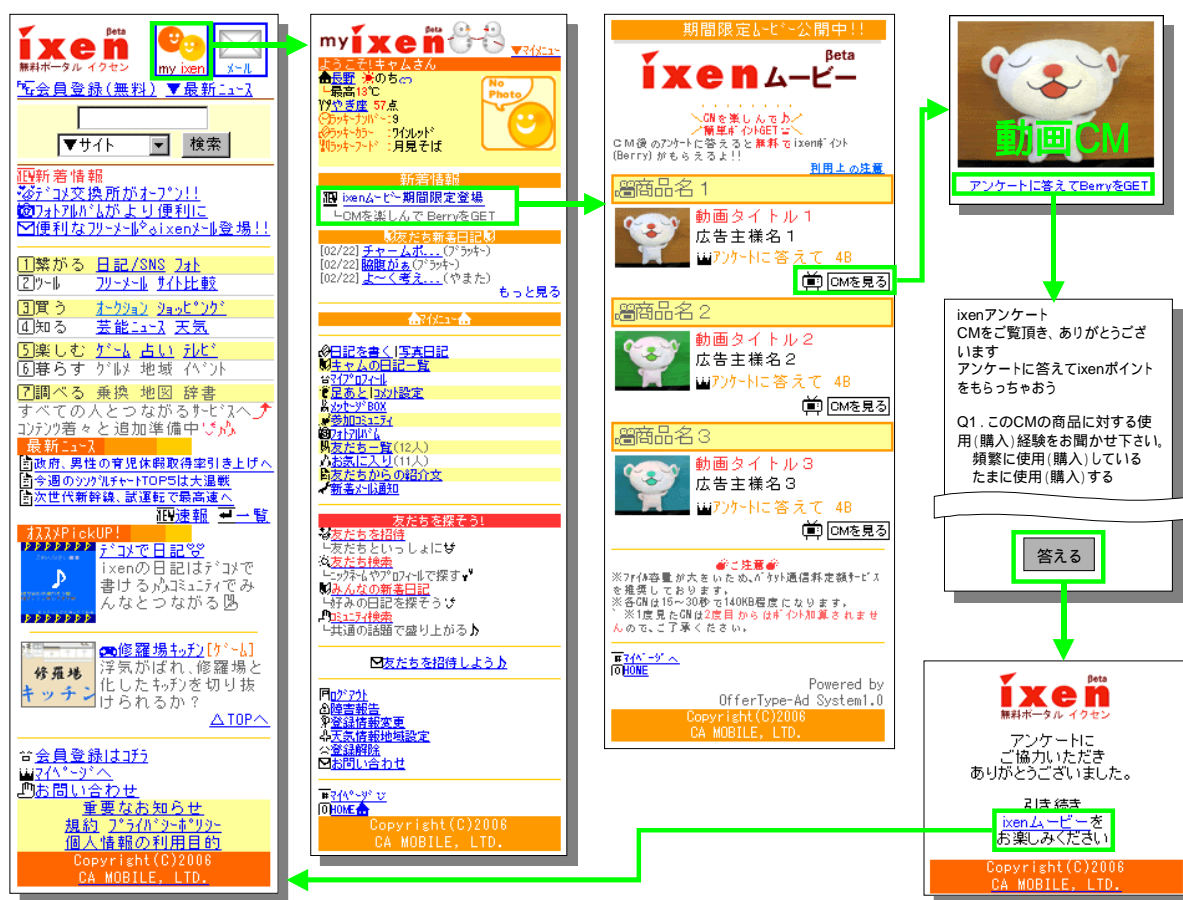 Beta
ixen
無料ポータル イクセン
my ixen
メール
会員登録(無料) ▼最新ﾆｭｰｽ
▼サイト
検索
新着情報
ﾃﾞｺﾒ交換所がｵｰﾌﾟﾝ!!
ﾌｫﾄｱﾙﾊﾞﾑがより便利に
便利なﾌﾘｰﾒｰﾙ｡ixenﾒｰﾙ登場!!
1繋がる 日記/SNS ﾌｫﾄ
2ﾂｰﾙ ﾌﾘｰﾒｰﾙ ｻｲﾄ比較
3買う ｵｰｸｼｮﾝ ｼｮｯﾋﾟﾝｸﾞ
4知る 芸能ﾆｭｰｽ 天気
5楽しむ ｹﾞｰﾑ 占い ﾃﾚﾋﾞ
6暮らす ｸﾞﾙﾒ 地域 ｲﾍﾞﾝﾄ
7調べる 乗換 地図 辞書
すべての人とつながるｻｰﾋﾞｽへ
ｺﾝﾃﾝﾂ着々と追加準備中
最新ﾆｭｰｽ
政府、男性の育児休暇取得率引き上げへ
今週のｼﾝｸﾞﾙﾁｬｰﾄTOP5は大混戦
次世代新幹線、試運転で最高速へ
速報 一覧
ｵｽｽﾒPickUP!
ﾃﾞｺﾒで日記
ixenの日記はﾃﾞｺﾒで
書けるｺﾐｭﾆﾃｨでみ
んなとつながる
修羅場
キッチン
修羅場ｷｯﾁﾝ[ｹﾞｰﾑ]
浮気がばれ、修羅場と
化したｷｯﾁﾝを切り抜
けられるか?
△TOPへ
会員登録はｺﾁﾗ
ﾏｲﾍﾟｰｼﾞへ
お問い合わせ
重要なお知らせ
規約 ﾌﾟﾗｲﾊﾞｼｰﾎﾟﾘｼｰ
個人情報の利用目的
Copyright(C)2006
CA MOBILE, LTD.
my ixen Beta
▼ﾏｲﾒﾆｭｰ
ようこそ!キャムさん
長野 のち
└最高13℃
やぎ座 57点
ﾗｯｷｰﾅﾝﾊﾞｰ:9
ﾗｯｷｰｶﾗｰ :ﾜｲﾝﾚｯﾄﾞ
ﾗｯｷｰﾌｰﾄﾞ :月見そば
No Photo
新着情報
ixenﾑｰﾋﾞｰ期間限定登場
└CMを楽しんでBerryをGET
友だち新着日記
[02/22]チャームポ...(ﾌﾞﾗｯｷｰ)
[02/22]脇腹がぁ(ﾌﾞﾗｯｷｰ)
[02/22]よ～く考え...(やまた)
もっと見る
ﾏｲﾒﾆｭｰ
日記を書く|写真日記
キャムの日記一覧
ﾏｲﾌﾟﾛﾌｨｰﾙ
足あと|ｺﾒﾝﾄ設定
ﾒｯｾｰｼﾞBOX
参加ｺﾐｭﾆﾃｨ
ﾌｫﾄｱﾙﾊﾞﾑ
友だち一覧(12人)
お気に入り(11人)
友だちからの紹介文
新着ﾒｰﾙ通知
友だちを探そう!
友だちを招待
└友だちといっしょに
友だち検索
└ﾆｯｸﾈｰﾑやﾌﾟﾛﾌｨｰﾙで探す
みんなの新着日記
└好みの日記を探そう
ｺﾐｭﾆﾃｨ検索
└共通の話題で盛り上がる
友だちを招待しよう♪
ﾛｸﾞｱｳﾄ
障害報告
登録情報変更
天気情報地域設定
登録解除
お問い合わせ
ﾏｲﾍﾟｰｼﾞ
0HOME
Copyright(C)2006
CA MOBILE, LTD.
期間限定ﾑｰﾋﾞｰ公開中!!
Beta
ixen ムービー
＼CMを楽しんで♪／
／簡単ﾎﾟｲﾝﾄGET＼
CM後のｱﾝｹｰﾄに答えると無料でixenﾎﾟｲﾝﾄ
(Berry)がもらえるよ!!
利用上の注意
商品名1
動画タイトル1
広告主様名1
ｱﾝｹｰﾄに答えて 4B
CMを見る
商品名2
動画タイトル2
広告主様名2
ｱﾝｹｰﾄに答えて 4B
CMを見る
商品名3
動画タイトル3
広告主様名3
ｱﾝｹｰﾄに答えて 4B
CMを見る
ご注意
※ﾌｧｲﾙ容量が大きいため､ﾊﾟｹｯﾄ通信料定額ｻｰﾋﾞｽ
を推奨しております。
※各CMは15～30秒で140KB程度になります。
※1度見たCMは2度目からはﾎﾟｲﾝﾄ加算されませ
んので、ご了承ください。
ﾏｲﾍﾟｰｼﾞへ
0HOME
Powered by
OfferType-Ad System1.0
Copyright(C)2006
CA MOBILE, LTD.
動画CM
アンケートに答えてBerryをGET
ixenアンケート
CMをご覧頂き、ありがとうござ
います
アンケートに答えてixenポイント
をもらっちゃおう
Q1.このCMの商品に対する使
用(購入)経験をお聞かせ下さい。
頻繁に使用(購入)している
たまに使用(購入)する
答える
Beta
ixen
無料ポータル イクセン
アンケートに
ご協力いただき
ありがとうございました。
引き続き
ixenムービーを
お楽しみください
Copyright(C)2006
CA MOBILE, LTD.